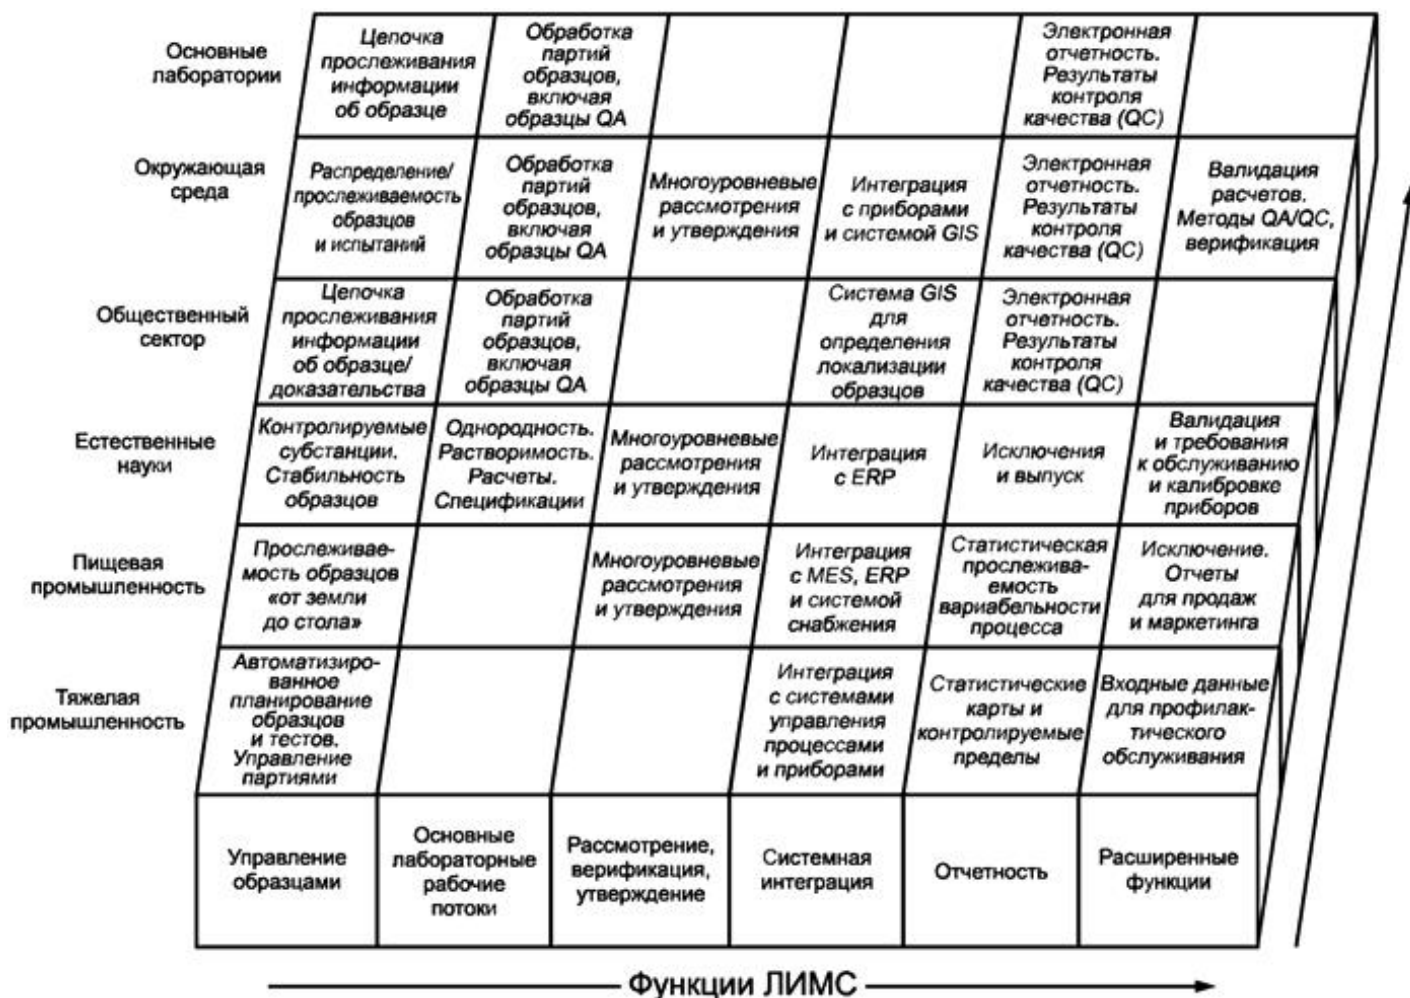 Основные
лаборатории
Цепочка
прослеживания
информации
об образце
Обработка
партий
образцов,
включая
образцы QA
Электронная
отчетность.
Результаты
контроля
качества (QC)
Окружающая
среда
Распределение/
прослеживаемость
образцов
и испытаний
Обработка
партий
образцов,
включая
образцы QA
Многоуровневые
рассмотрения
и утверждения
Интеграция
с приборами
и системой GIS
Электронная
отчетность.
Результаты
контроля
качества (QC)
Валидация
расчетов.
Методы QA/QC,
верификация
Общественный
сектор
Цепочка
прослеживания
информации
об образце/
доказательства
Обработка
партий
образцов,
включая
образцы QA
Система GIS
для
определения
локализации
образцов
Электронная
отчетность.
Результаты
контроля
качества (QC)
Естественные
науки
Контролируемые
субстанции.
Стабильность
образцов
Однородность.
Растворимость.
Расчеты.
Спецификации
Многоуровневые
рассмотрения
и утверждения
Интеграция
с ERP
Исключения
и выпуск
Валидация
и требования
к обслуживанию
и калибровке
приборов
Пищевая
промышленность
Прослеживае-
мость образцов
«от земли
до стола»
Многоуровневые
рассмотрения
и утверждения
Интеграция
с MES, ERP
и системой
снабжения
Статистическая
прослежива-
емость
вариабельности
процесса
Исключение.
Отчеты
для продаж
и маркетинга
Тяжелая
промышленность
Автоматизиро-
ванное
планирование
образцов
и тестов.
Управление
партиями
Интеграция
с системами
управления
процессами
и приборами
Статистические
карты и
контролируемые
пределы
Входные данные
для профилак-
тического
обслуживания
Управление
образцами
Основные
лабораторные
рабочие
потоки
Рассмотрение,
верификация,
утверждение
Системная
интеграция
Отчетность
Расширенные
функции
Функции ЛИМС